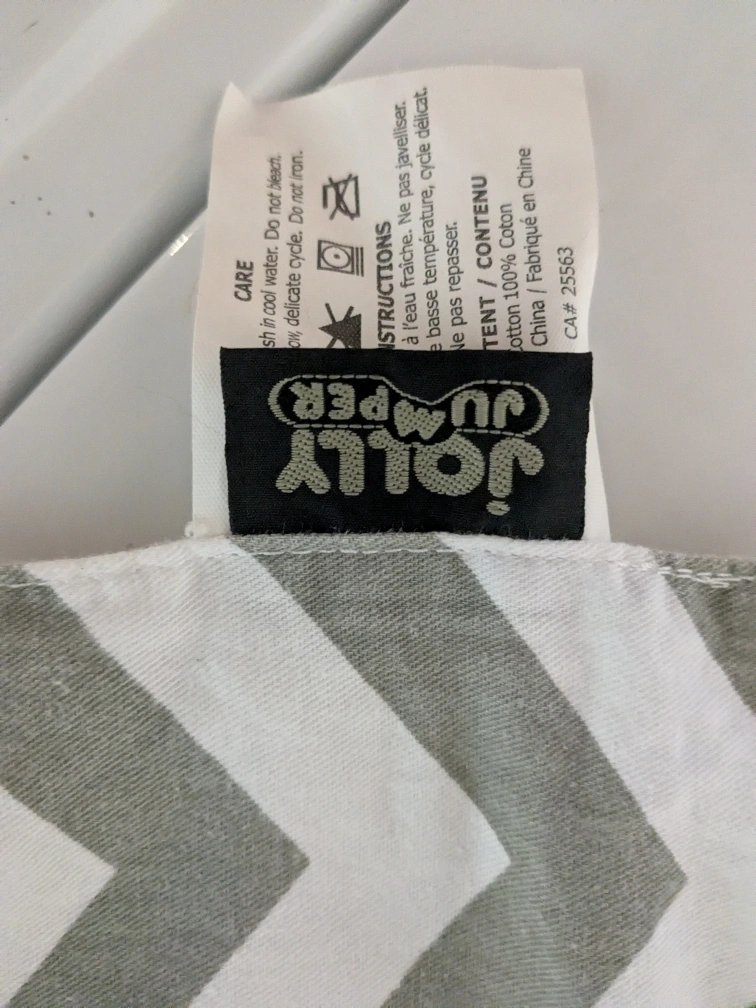 CARE
sh in cool water. Do not bleach.
ow, delicate cycle. Do not iron.
NSTRUCTIONS
à l'eau fraîche. Ne pas javelliser.
e basse température, cycle délicat.
Ne pas repasser.
TENT / CONTENU
otton 100% Coton
China / Fabriqué en Chine
CA# 25563
JOLLY
JUMPER